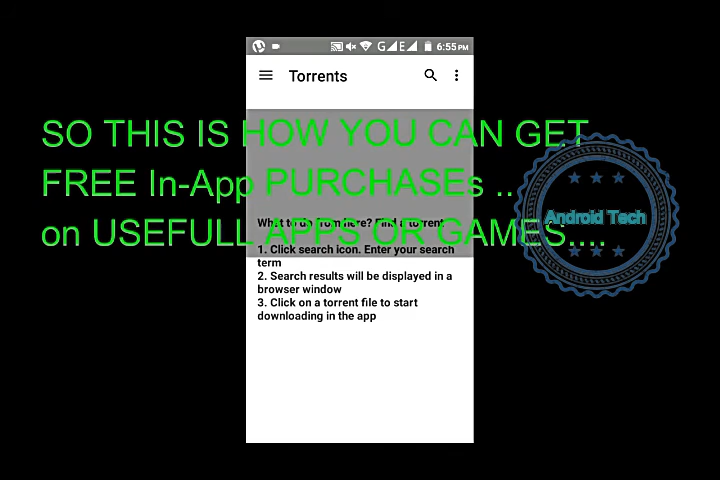 6:55PM
Torrents
SO THIS IS HOW YOU CAN GET
FREE In-App PURCHASEs ..
on USEFULL APPS OR GAMES....
Android Tech
What to do from here? Find a torrent
1. Click search icon. Enter your search
term
2. Search results will be displayed in a
browser window
3. Click on a torrent file to start
downloading in the app